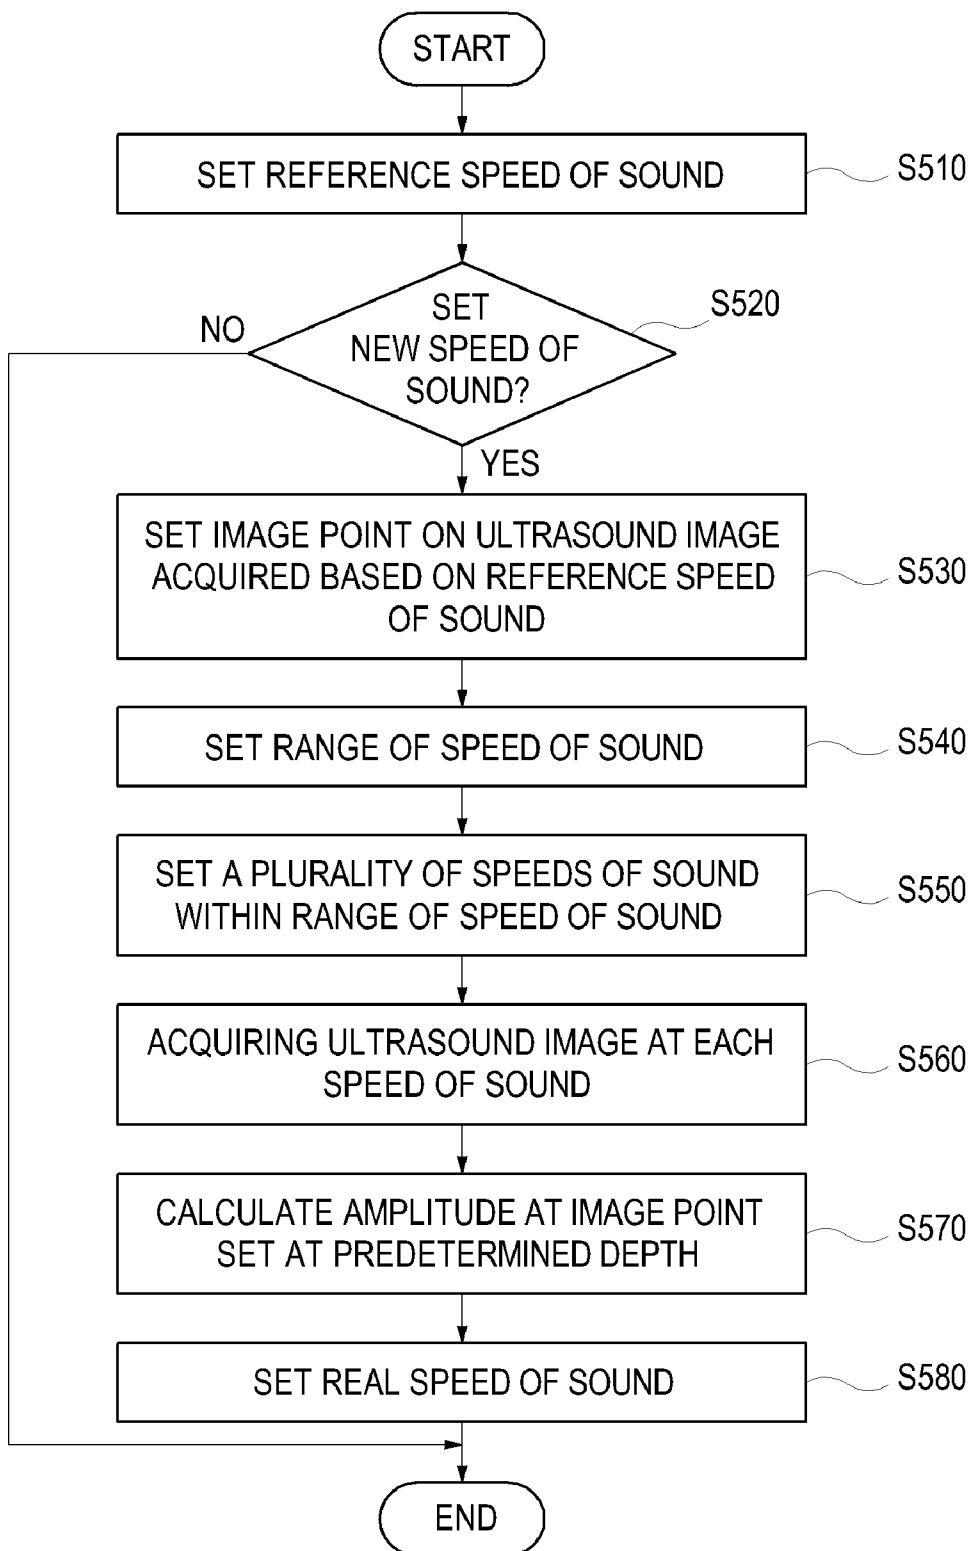 START
SET REFERENCE SPEED OF SOUND
S510
SET
NEW SPEED OF
SOUND?
S520
NO
YES
SET IMAGE POINT ON ULTRASOUND IMAGE
ACQUIRED BASED ON REFERENCE SPEED
OF SOUND
S530
SET RANGE OF SPEED OF SOUND
S540
SET A PLURALITY OF SPEEDS OF SOUND
WITHIN RANGE OF SPEED OF SOUND
S550
ACQUIRING ULTRASOUND IMAGE AT EACH
SPEED OF SOUND
S560
CALCULATE AMPLITUDE AT IMAGE POINT
SET AT PREDETERMINED DEPTH
S570
SET REAL SPEED OF SOUND
S580
END